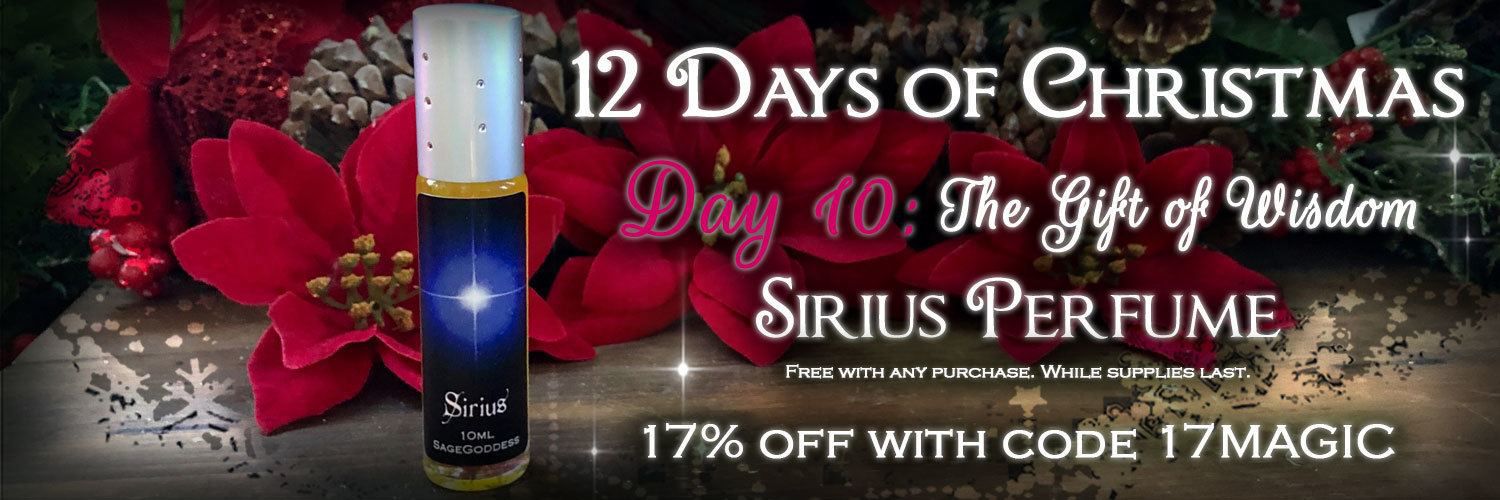 12 Days of Christmas
Day 10: The Gift of Wisdom
Sirius Perfume
Free with any purchase. While supplies last.
17% off with code 17MAGIC
Sirius
10ML
SageGoddess